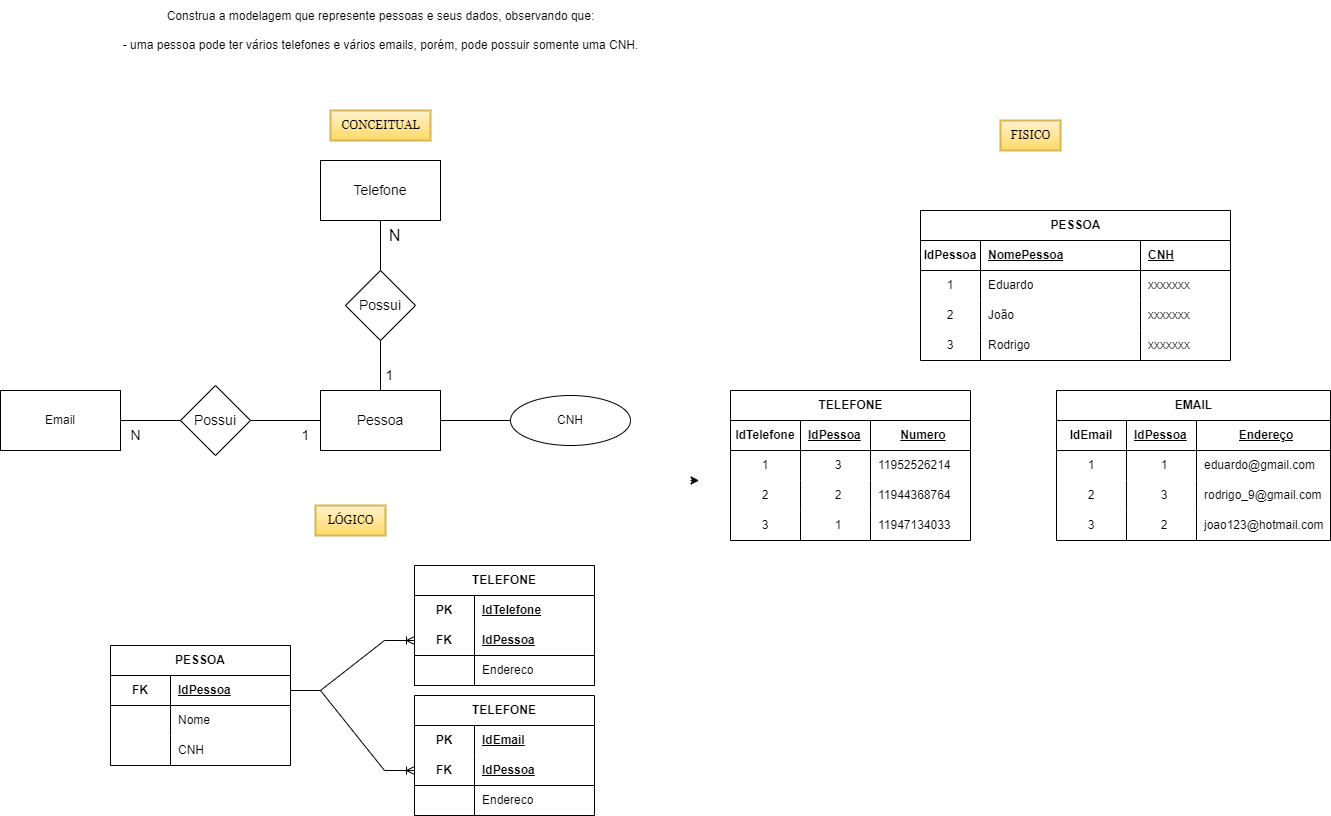 Construa a modelagem que represente pessoas e seus dados, observando que:
- uma pessoa pode ter vários telefones e vários emails, porém, pode possuir somente uma CNH.
CONCEITUAL
Telefone
N
Possui
1
Email
N
Possui
1
Pessoa
CNH
LÓGICO
PESSOA
FK IdPessoa
Nome
CNH
TELEFONE
PK IdTelefone
FK IdPessoa
Endereco
TELEFONE
PK IdEmail
FK IdPessoa
Endereco
FISICO
PESSOA
IdPessoa NomePessoa CNH
1 Eduardo xxxxxxx
2 João xxxxxxx
3 Rodrigo xxxxxxx
TELEFONE
IdTelefone IdPessoa Numero
1 3 11952526214
2 2 11944368764
3 1 11947134033
EMAIL
IdEmail IdPessoa Endereço
1 1 eduardo@gmail.com
2 3 rodrigo_9@gmail.com
3 2 joao123@hotmail.com